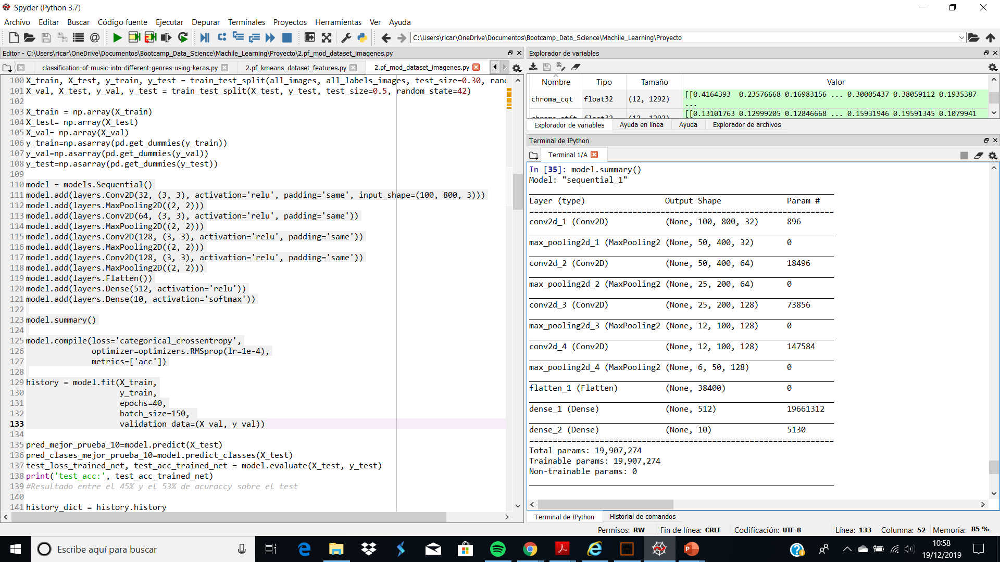 Spyder (Python 3.7)
Archivo Editar Buscar Código fuente Ejecutar Depurar Terminales Proyectos Herramientas Ver Ayuda
C:\Users\ricar\OneDrive\Documentos\Bootcamp_Data_Science\Machile_Learning\Proyecto
Editor - C:\Users\ricar\OneDrive\Documentos\Bootcamp_Data_Science\Machile_Learning\Proyecto\2.pf_mod_dataset_imagenes.py
classification-of-music-into-different-genres-using-keras.py 2.pf_kmeans_dataset_features.py 2.pf_mod_dataset_imagenes.py
100 X_train, X_test, y_train, y_test = train_test_split(all_images, all_labels_images, test_size=0.30, ran
101 X_val, X_test, y_val, y_test = train_test_split(X_test, y_test, test_size=0.5, random_state=42)
102
103 X_train = np.array(X_train)
104 X_test= np.array(X_test)
105 X_val= np.array(X_val)
106 y_train=np.asarray(pd.get_dummies(y_train))
107 y_val=np.asarray(pd.get_dummies(y_val))
108 y_test=np.asarray(pd.get_dummies(y_test))
109
110 model = models.Sequential()
111 model.add(layers.Conv2D(32, (3, 3), activation='relu', padding='same', input_shape=(100, 800, 3)))
112 model.add(layers.MaxPooling2D((2, 2)))
113 model.add(layers.Conv2D(64, (3, 3), activation='relu', padding='same'))
114 model.add(layers.MaxPooling2D((2, 2)))
115 model.add(layers.Conv2D(128, (3, 3), activation='relu', padding='same'))
116 model.add(layers.MaxPooling2D((2, 2)))
117 model.add(layers.Conv2D(128, (3, 3), activation='relu', padding='same'))
118 model.add(layers.MaxPooling2D((2, 2)))
119 model.add(layers.Flatten())
120 model.add(layers.Dense(512, activation='relu'))
121 model.add(layers.Dense(10, activation='softmax'))
122
123 model.summary()
124
125 model.compile(loss='categorical_crossentropy',
126 optimizer=optimizers.RMSprop(lr=1e-4),
127 metrics=['acc'])
128
129 history = model.fit(X_train,
130 y_train,
131 epochs=40,
132 batch_size=150,
133 validation_data=(X_val, y_val))
134
135 pred_mejor_prueba_10=model.predict(X_test)
136 pred_clases_mejor_prueba_10=model.predict_classes(X_test)
137 test_loss_trained_net, test_acc_trained_net = model.evaluate(X_test, y_test)
138 print('test_acc:', test_acc_trained_net)
139 #Resultado entre el 45% y el 53% de acuraccy sobre el test
140
141 history_dict = history.history
Explorador de variables
Nombre Tipo Tamaño Valor
chroma_cqt float32 (12, 1292) [[0.4164393 0.23576668 0.16983156 ... 0.30005437 0.38059112 0.1935387
...
chroma_stft float32 (12, 1292) [[0.13101763 0.12999205 0.12846668 ... 0.15931946 0.19591345 0.1079941
Explorador de variables Ayuda en línea Ayuda Explorador de archivos
Terminal de IPython
Terminal 1/A
In [35]: model.summary()
Model: "sequential_1"
Layer (type) Output Shape Param #
conv2d_1 (Conv2D) (None, 100, 800, 32) 896
max_pooling2d_1 (MaxPooling2 (None, 50, 400, 32) 0
conv2d_2 (Conv2D) (None, 50, 400, 64) 18496
max_pooling2d_2 (MaxPooling2 (None, 25, 200, 64) 0
conv2d_3 (Conv2D) (None, 25, 200, 128) 73856
max_pooling2d_3 (MaxPooling2 (None, 12, 100, 128) 0
conv2d_4 (Conv2D) (None, 12, 100, 128) 147584
max_pooling2d_4 (MaxPooling2 (None, 6, 50, 128) 0
flatten_1 (Flatten) (None, 38400) 0
dense_1 (Dense) (None, 512) 19661312
dense_2 (Dense) (None, 10) 5130
Total params: 19,907,274
Trainable params: 19,907,274
Non-trainable params: 0
Terminal de IPython Historial de comandos
Permisos: RW Fin de línea: CRLF Codificación: UTF-8 Línea: 133 Columna: 52 Memoria: 85 %
Escribe aquí para buscar
10:58
19/12/2019